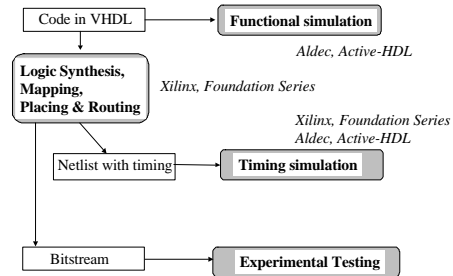 Code in VHDL
Functional simulation
Aldec, Active-HDL
Logic Synthesis,
Mapping,
Placing & Routing
Xilinx, Foundation Series
Xilinx, Foundation Series
Aldec, Active-HDL
Netlist with timing
Timing simulation
Bitstream
Experimental Testing